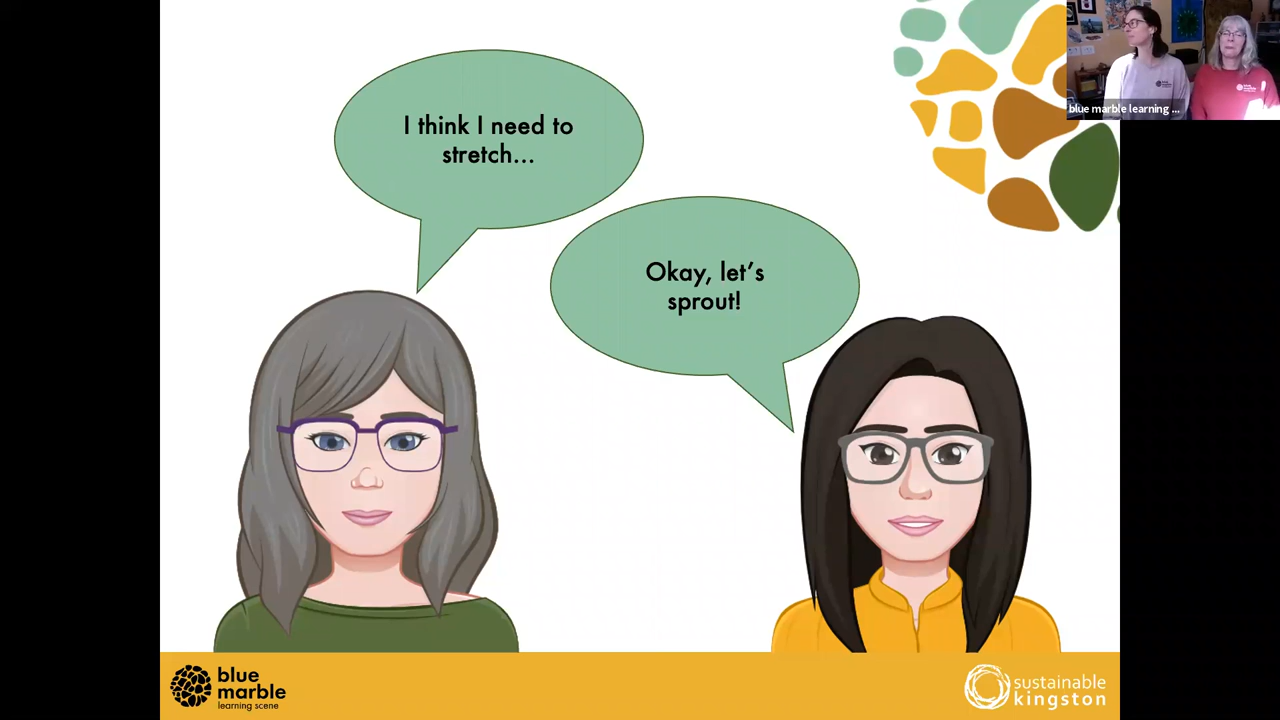 I think I need to
stretch...
Okay, let's
sprout!
blue marble learning ...
blue
marble
learning scene
sustainable
kingston